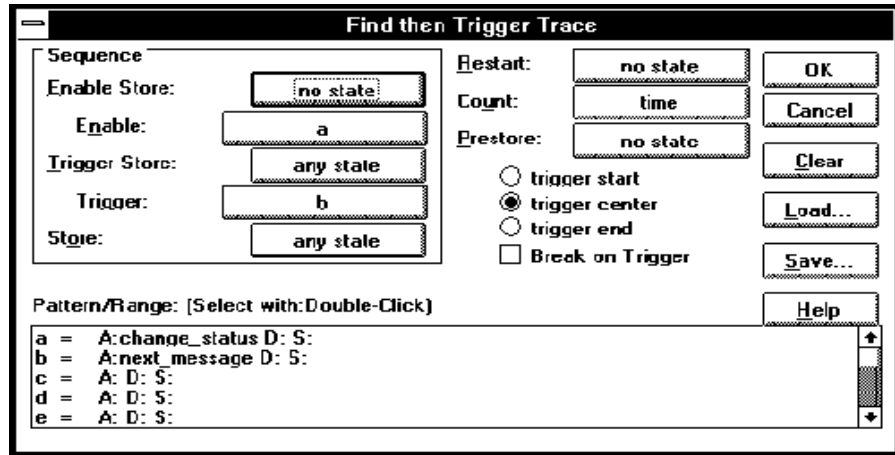 Find then Trigger Trace
Sequence
Enable Store: no state
Enable: a
Trigger Store: any state
Trigger: b
Store: any state
Restart: no state
Count: time
Prestore: no state
trigger start
trigger center
trigger end
Break on Trigger
OK
Cancel
Clear
Load...
Save...
Help
Pattern/Range: (Select with:Double-Click)
a = A:change_status D: S:
b = A:next_message D: S:
c = A: D: S:
d = A: D: S:
e = A: D: S: